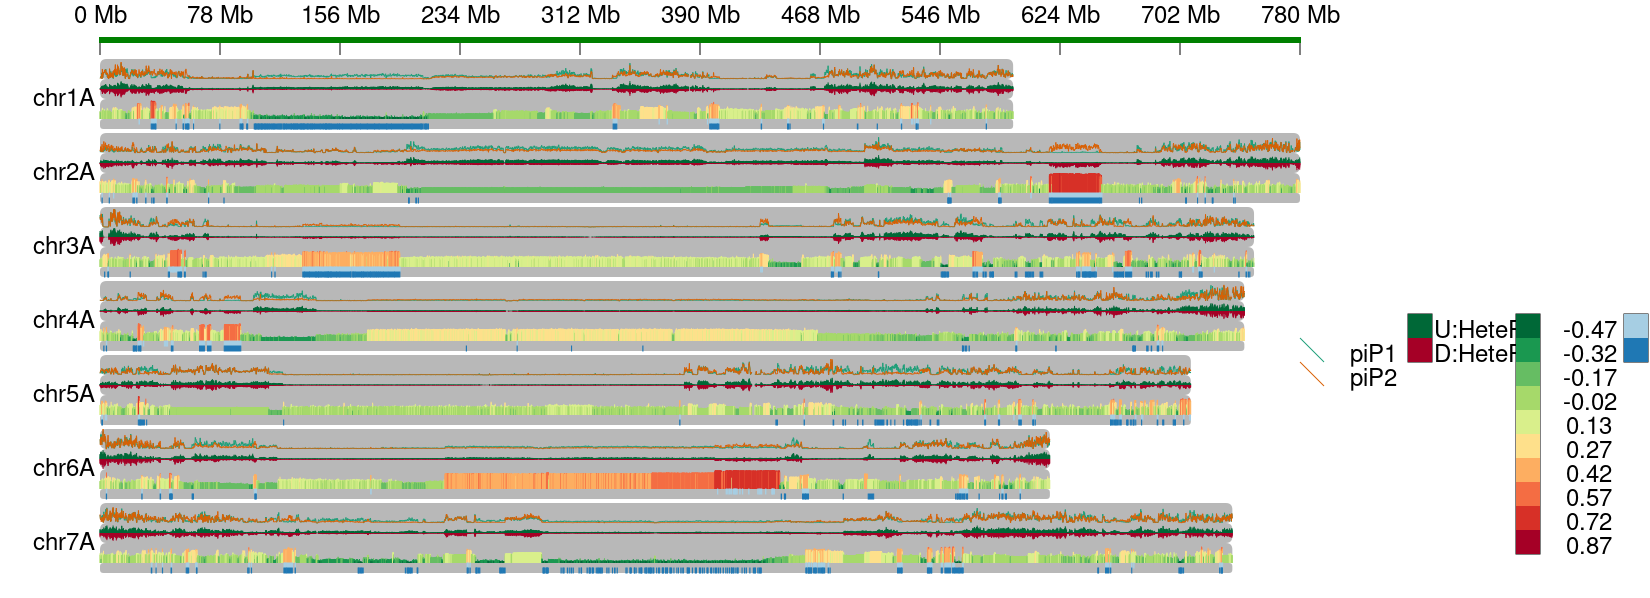 0 Mb 78 Mb 156 Mb 234 Mb 312 Mb 390 Mb 468 Mb 546 Mb 624 Mb 702 Mb 780 Mb
chr1A
chr2A
chr3A
chr4A
chr5A
chr6A
chr7A
piP1
piP2
U:HeteF
D:HeteF
-0.47
-0.32
-0.17
-0.02
0.13
0.27
0.42
0.57
0.72
0.87